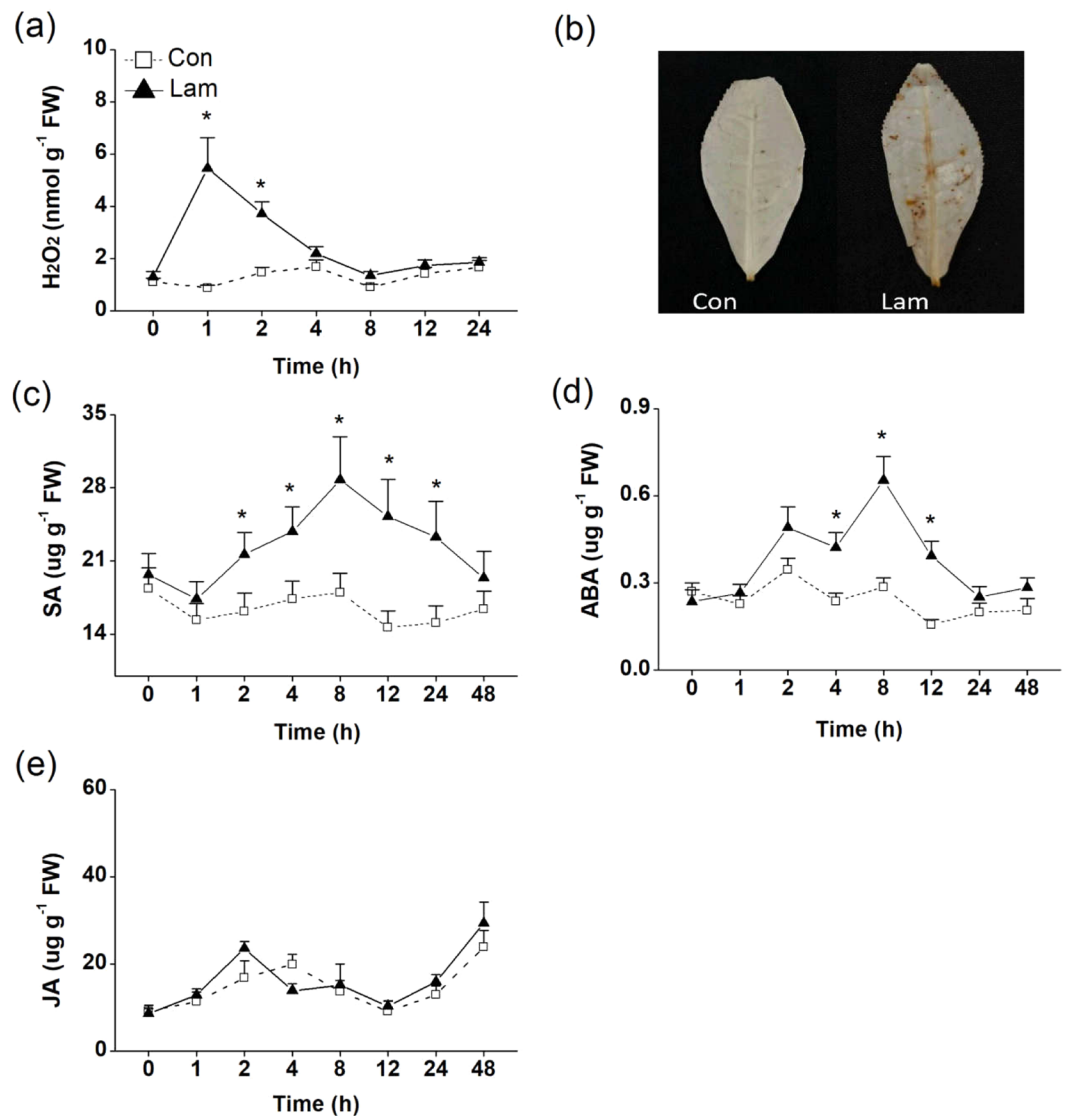 (a)
10
8
6
4
2
0
H₂O₂ (nmol g⁻¹ FW)
Con
Lam
*
*
0 1 2 4 8 12 24
Time (h)
(b)
Con Lam
(c)
35
28
21
14
SA (ug g⁻¹ FW)
* * * * *
0 1 2 4 8 12 24 48
Time (h)
(d)
0.9
0.6
0.3
0.0
ABA (ug g⁻¹ FW)
* * *
0 1 2 4 8 12 24 48
Time (h)
(e)
60
40
20
0
JA (ug g⁻¹ FW)
0 1 2 4 8 12 24 48
Time (h)